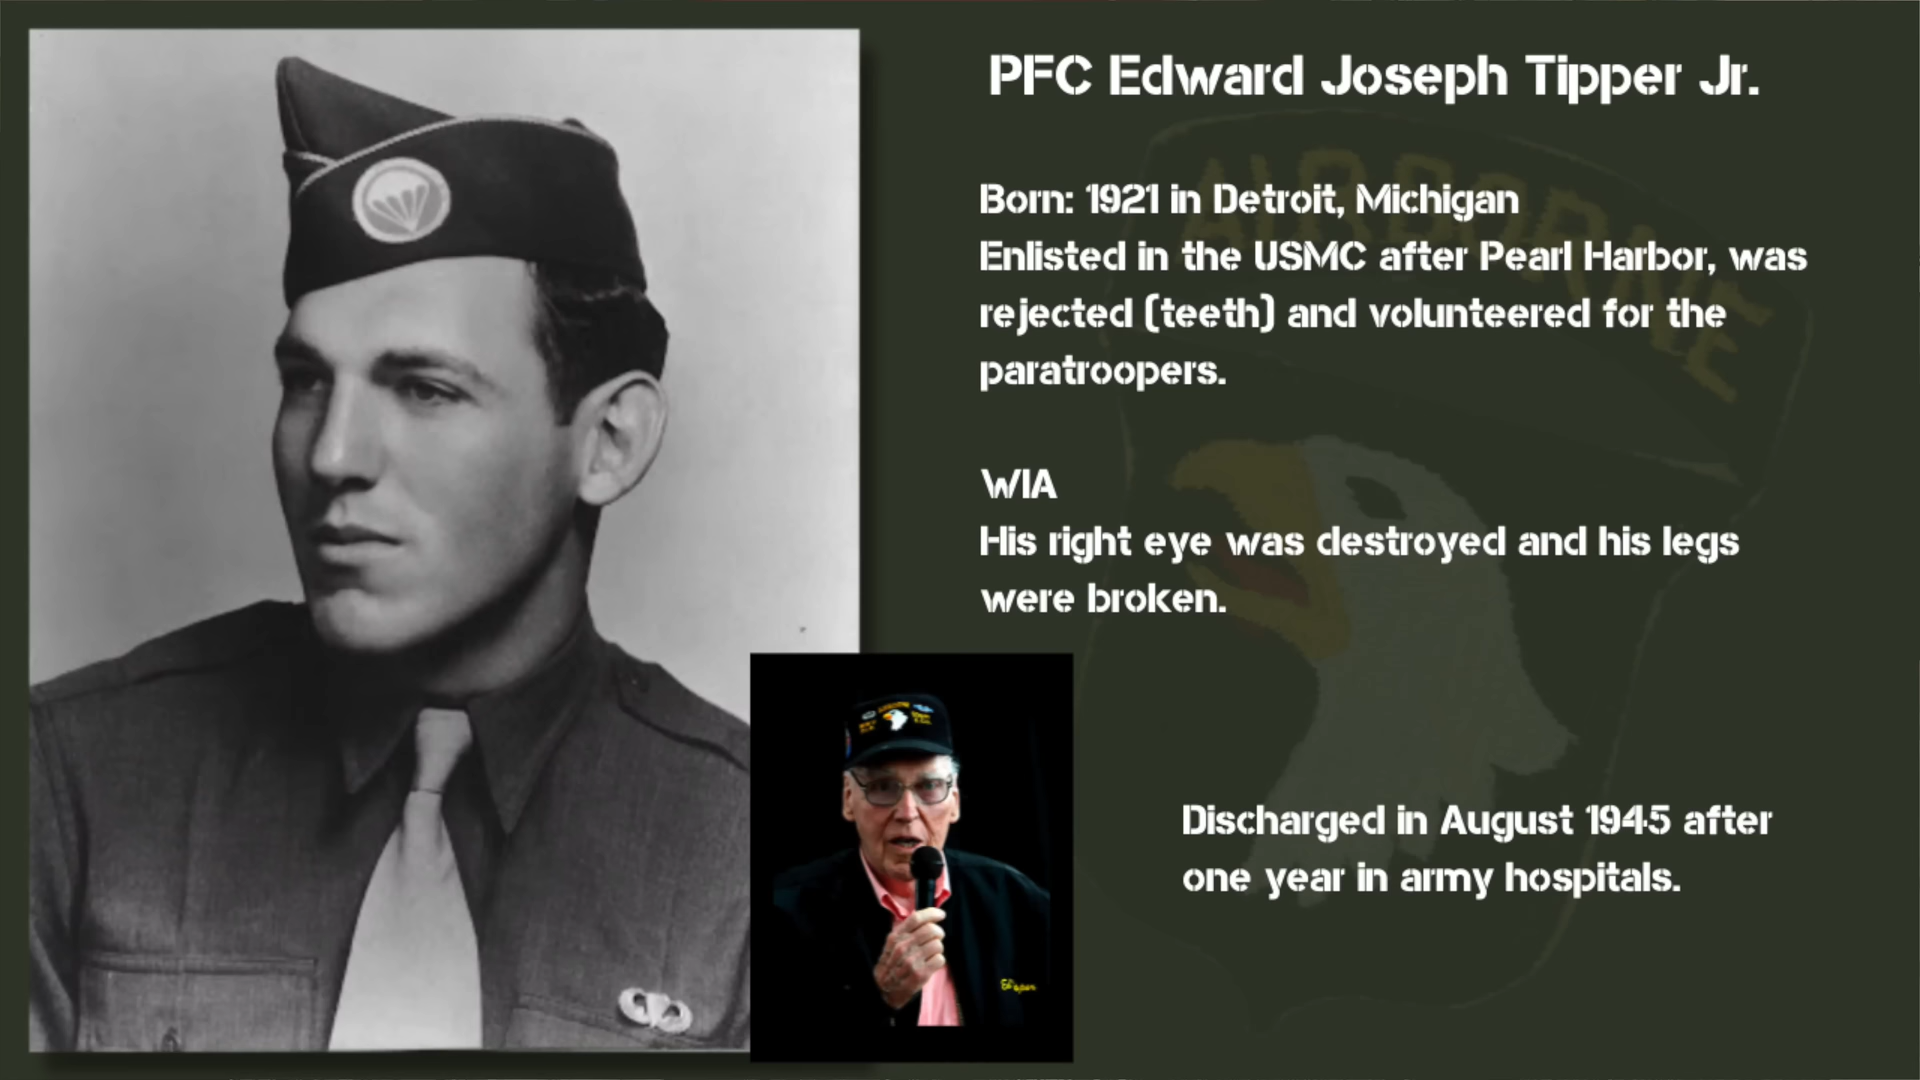 PFC Edward Joseph Tipper Jr.
Born: 1921 in Detroit, Michigan
Enlisted in the USMC after Pearl Harbor, was
rejected (teeth) and volunteered for the
paratroopers.
WIA
His right eye was destroyed and his legs
were broken.
Discharged in August 1945 after
one year in army hospitals.
AIRBORNE